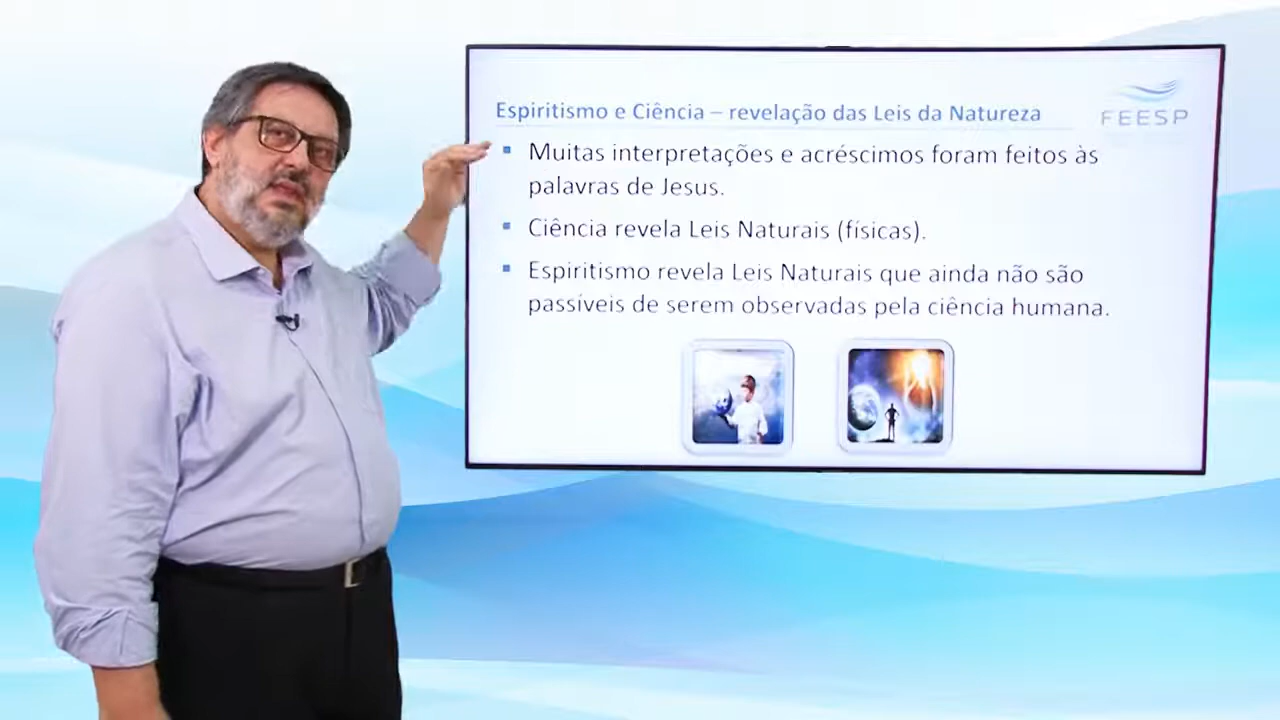 Espiritismo e Ciência – revelação das Leis da Natureza
FEESP
▪ Muitas interpretações e acréscimos foram feitos às
palavras de Jesus.
▪ Ciência revela Leis Naturais (físicas).
▪ Espiritismo revela Leis Naturais que ainda não são
passíveis de serem observadas pela ciência humana.